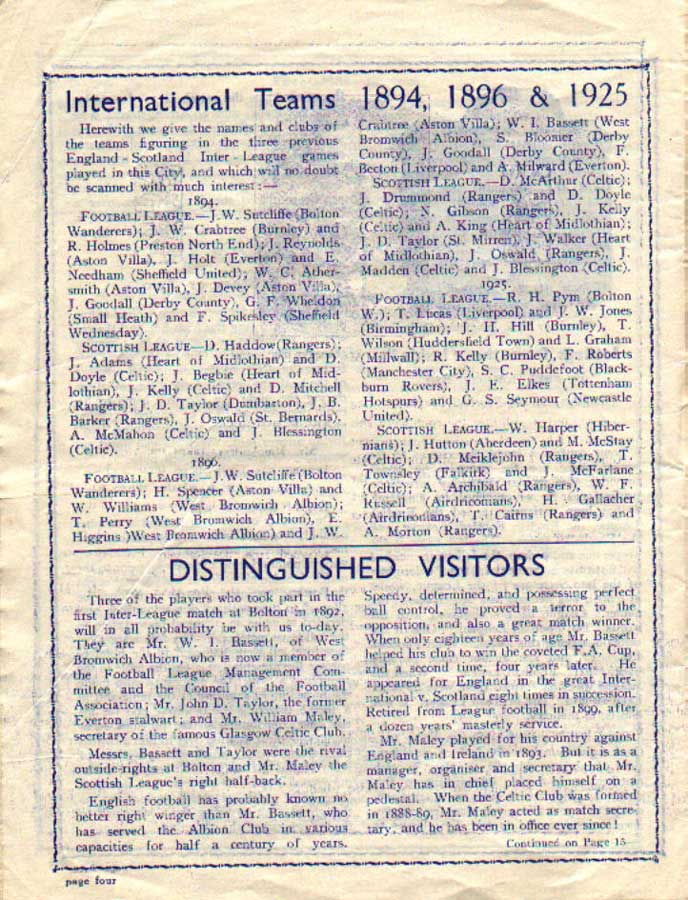 International Teams 1894, 1896 & 1925
Herewith we give the names and clubs of
the teams figuring in the three previous
England - Scotland Inter - League games
played in this City, and which will no doubt
be scanned with much interest:—
1894.
FOOTBALL LEAGUE.—J.W. Sutcliffe (Bolton
Wanderers); J. W. Crabtree (Burnley) and
R. Holmes (Preston North End); J. Reynolds
(Aston Villa), J. Holt (Everton) and E.
Needham (Sheffield United); W. C. Ather-
smith (Aston Villa), J. Devey (Aston Villa),
J. Goodall (Derby County), G. F. Wheldon
(Small Heath) and F. Spikesley (Sheffield
Wednesday).
SCOTTISH LEAGUE—D. Haddow (Rangers);
J. Adams (Heart of Midlothian) and D.
Doyle (Celtic); J. Begbie (Heart of Mid-
lothian), J. Kelly (Celtic) and D. Mitchell
(Rangers); J. D. Taylor (Dumbarton), J. B.
Barker (Rangers), J. Oswald (St. Bernards),
A. McMahon (Celtic) and J. Blessington
(Celtic).
1896.
FOOTBALL LEAGUE.—J.W. Sutcliffe (Bolton
Wanderers); H. Spencer (Aston Villa) and
W. Williams (West Bromwich Albion);
T. Perry (West Bromwich Albion), E.
Higgins )West Bromwich Albion) and J. W.
Crabtree (Aston Villa); W. I. Bassett (West
Bromwich Albion), S. Bloomer (Derby
County), J. Goodall (Derby County), F.
Becton (Liverpool) and A. Milward (Everton).
SCOTTISH LEAGUE.—D. McArthur (Celtic);
J. Drummond (Rangers) and D. Doyle
(Celtic); N. Gibson (Rangers), J. Kelly
(Celtic) and A. King (Heart of Midlothian);
J. D. Taylor (St. Mirren), J. Walker (Heart
of Midlothian), J. Oswald (Rangers), J.
Madden (Celtic) and J. Blessington (Celtic).
1925.
FOOTBALL LEAGUE.—R. H. Pym (Bolton
W.); T. Lucas (Liverpool) and J. W. Jones
(Birmingham); J. H. Hill (Burnley), T.
Wilson (Huddersfield Town) and L. Graham
(Millwall); R. Kelly (Burnley), F. Roberts
(Manchester City), S. C. Puddefoot (Black-
burn Rovers), J. E. Elkes (Tottenham
Hotspurs) and G. S. Seymour (Newcastle
United).
SCOTTISH LEAGUE.—W. Harper (Hiber-
nians); J. Hutton (Aberdeen) and M. McStay
(Celtic); D. Meiklejohn (Rangers), T.
Townsley (Falkirk) and J. McFarlane
(Celtic); A. Archibald (Rangers), W. F.
Russell (Airdrieonians), H. Gallacher
(Airdrieonians), T. Cairns (Rangers) and
A. Morton (Rangers).
DISTINGUISHED VISITORS
Three of the players who took part in the
first Inter-League match at Bolton in 1892,
will in all probability be with us to-day.
They are Mr. W. I. Bassett, of West
Bromwich Albion, who is now a member of
the Football League Management Com-
mittee and the Council of the Football
Association; Mr. John D. Taylor, the former
Everton stalwart; and Mr. William Maley,
secretary of the famous Glasgow Celtic Club.
Messrs. Bassett and Taylor were the rival
outside-rights at Bolton and Mr. Maley the
Scottish League's right half-back.
English football has probably known no
better right winger than Mr. Bassett, who
has served the Albion Club in various
capacities for half a century of years.
Speedy, determined, and possessing perfect
ball control, he proved a terror to the
opposition, and also a great match winner.
When only eighteen years of age Mr. Bassett
helped his club to win the coveted F.A. Cup,
and a second time, four years later. He
appeared for England in the great Inter-
national v. Scotland eight times in succession.
Retired from League football in 1899, after
a dozen years' masterly service.
Mr. Maley played for his country against
England and Ireland in 1893. But it is as a
manager, organiser and secretary that Mr.
Maley has in chief placed himself on a
pedestal. When the Celtic Club was formed
in 1888-89, Mr. Maley acted as match secre-
tary, and he has been in office ever since!
Continued on Page 15
page four